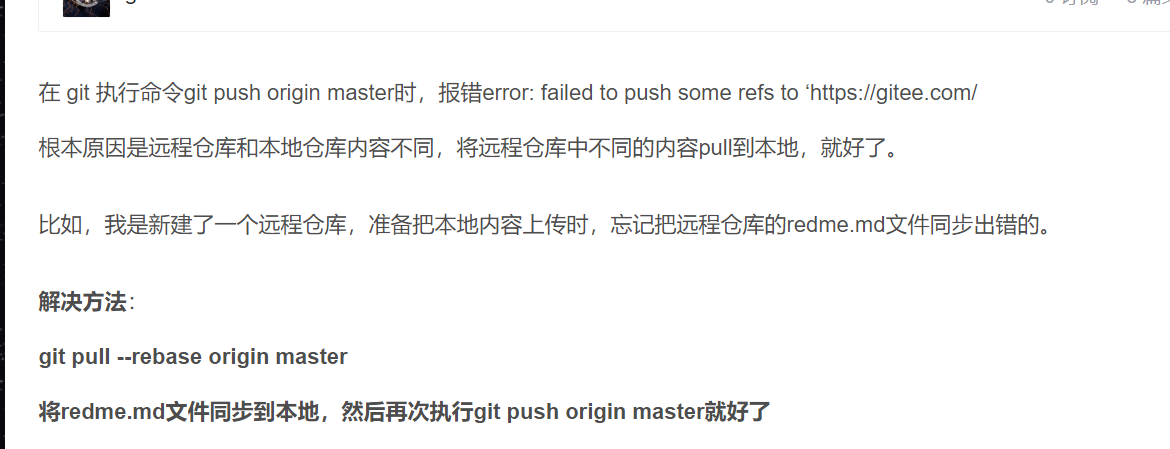 在 git 执行命令git push origin master时，报错error: failed to push some refs to ‘https://gitee.com/
根本原因是远程仓库和本地仓库内容不同，将远程仓库中不同的内容pull到本地，就好了。
比如，我是新建了一个远程仓库，准备把本地内容上传时，忘记把远程仓库的redme.md文件同步出错的。
解决方法：
git pull --rebase origin master
将redme.md文件同步到本地，然后再次执行git push origin master就好了